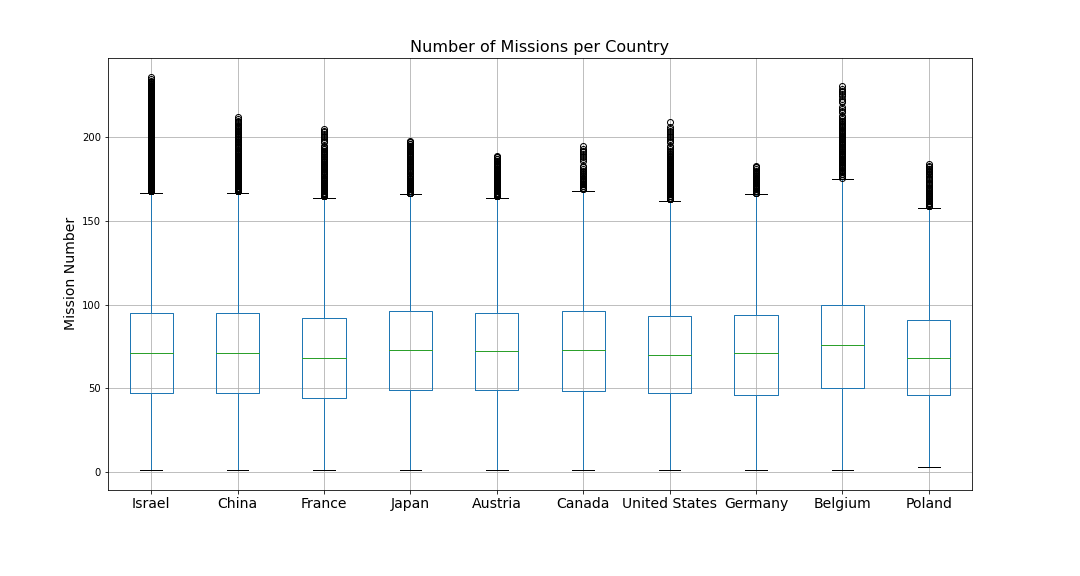 Number of Missions per Country
Mission Number
200
150
100
50
0
Israel China France Japan Austria Canada United States Germany Belgium Poland